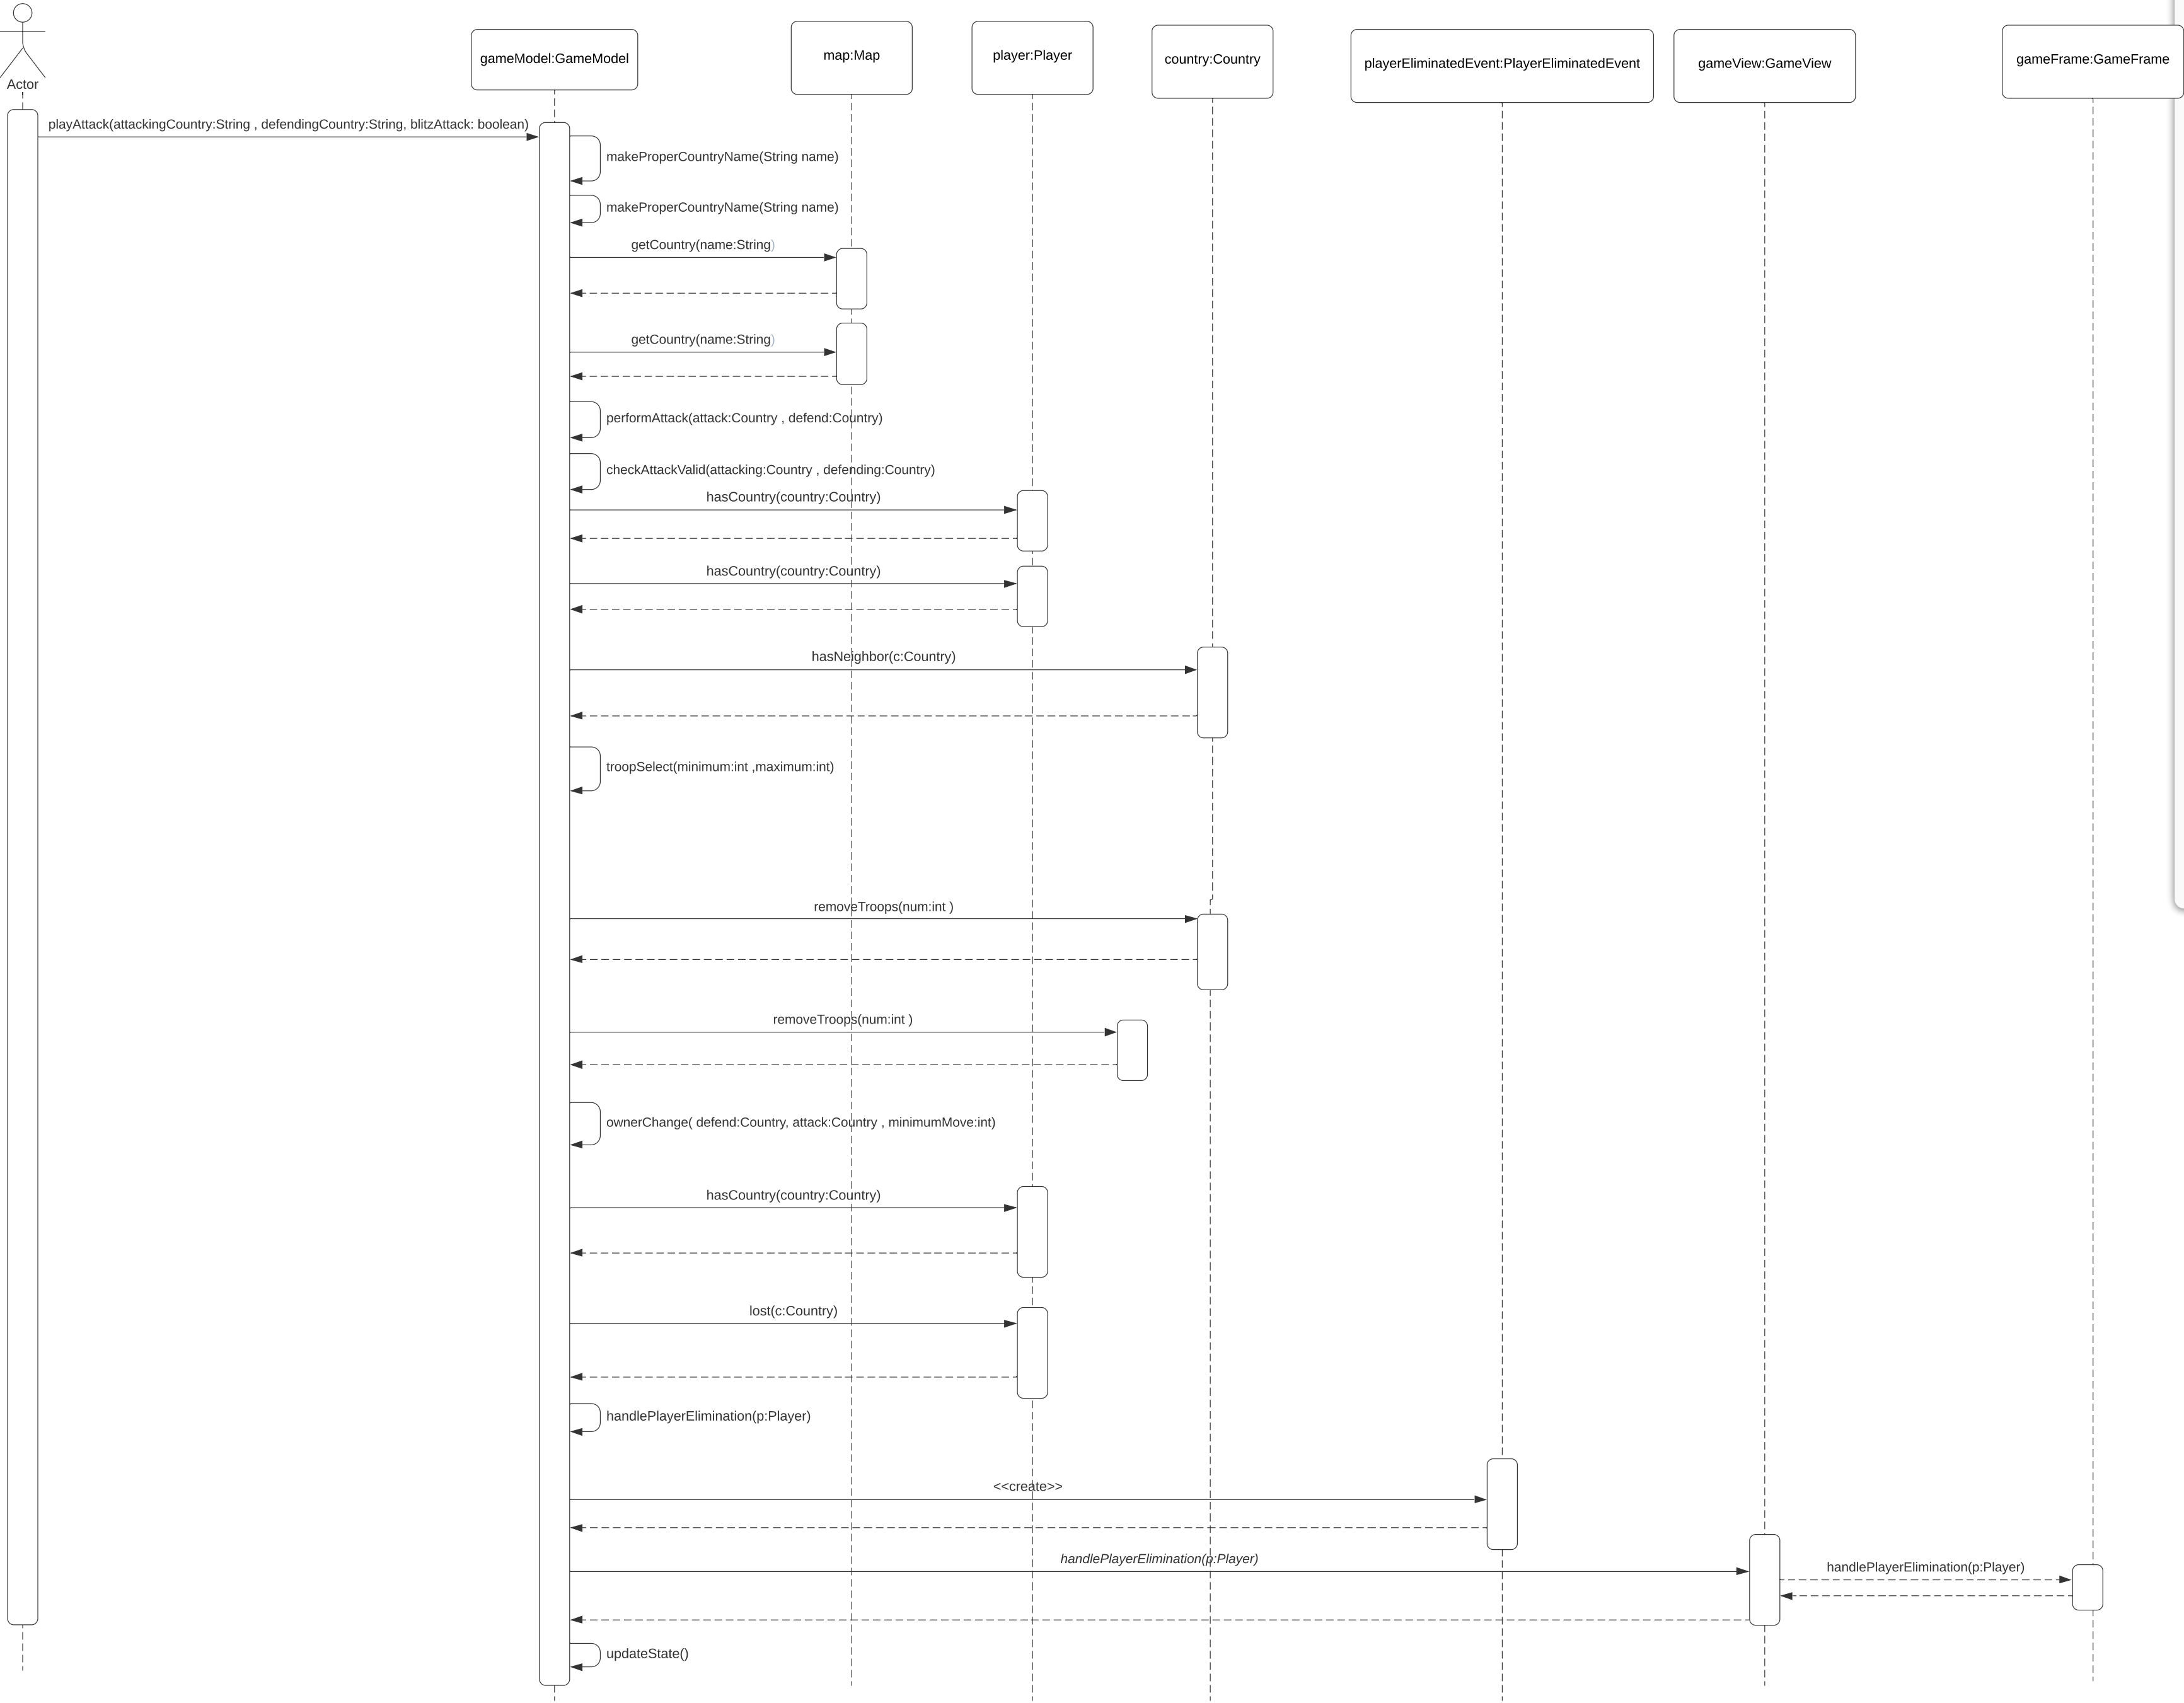 Actor
gameModel:GameModel
map:Map
player:Player
country:Country
playerEliminatedEvent:PlayerEliminatedEvent
gameView:GameView
gameFrame:GameFrame
playAttack(attackingCountry:String , defendingCountry:String, blitzAttack: boolean)
makeProperCountryName(String name)
makeProperCountryName(String name)
getCountry(name:String)
getCountry(name:String)
performAttack(attack:Country , defend:Country)
checkAttackValid(attacking:Country , defending:Country)
hasCountry(country:Country)
hasCountry(country:Country)
hasNeighbor(c:Country)
troopSelect(minimum:int ,maximum:int)
removeTroops(num:int )
removeTroops(num:int )
ownerChange( defend:Country, attack:Country , minimumMove:int)
hasCountry(country:Country)
lost(c:Country)
handlePlayerElimination(p:Player)
<<create>>
handlePlayerElimination(p:Player)
handlePlayerElimination(p:Player)
updateState()